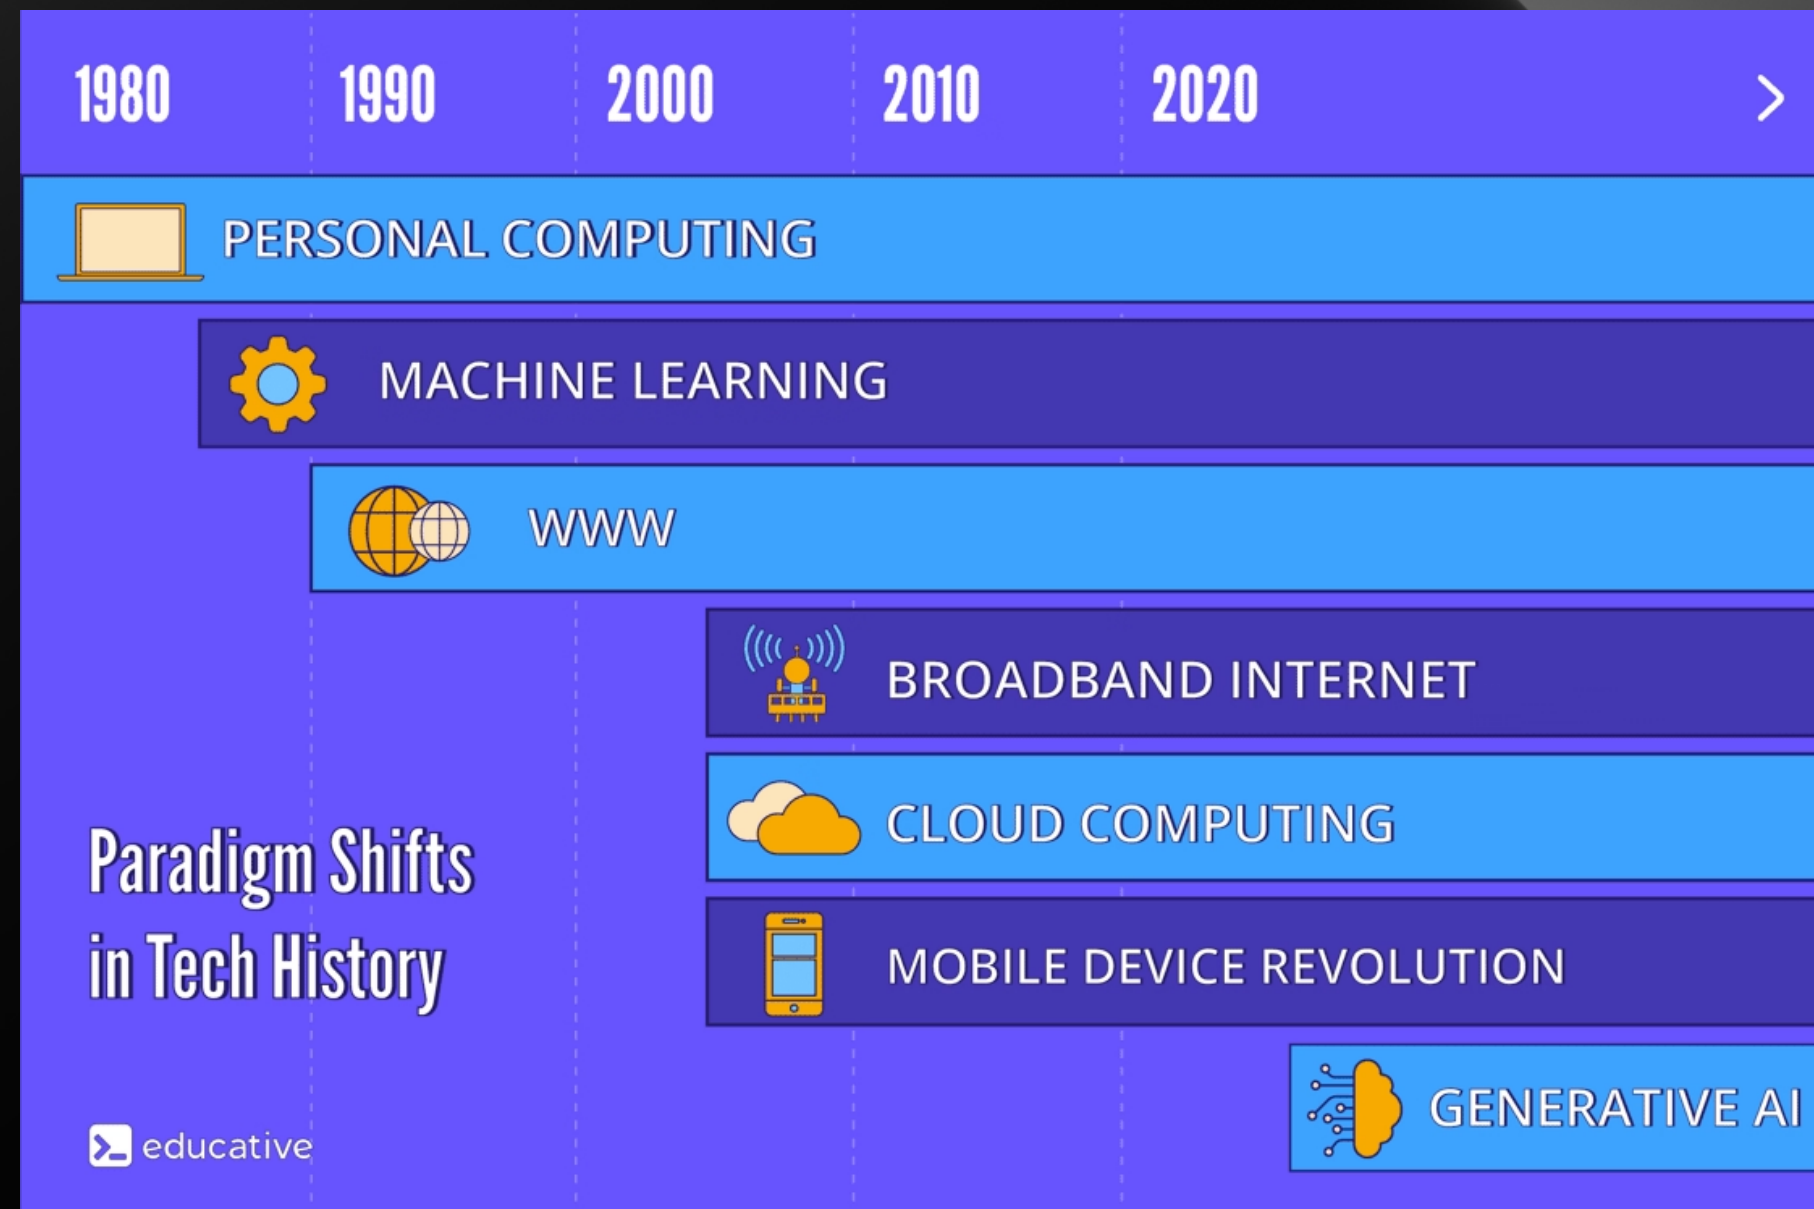 1980 1990 2000 2010 2020
PERSONAL COMPUTING
MACHINE LEARNING
WWW
BROADBAND INTERNET
CLOUD COMPUTING
MOBILE DEVICE REVOLUTION
GENERATIVE AI
Paradigm Shifts
in Tech History
educative